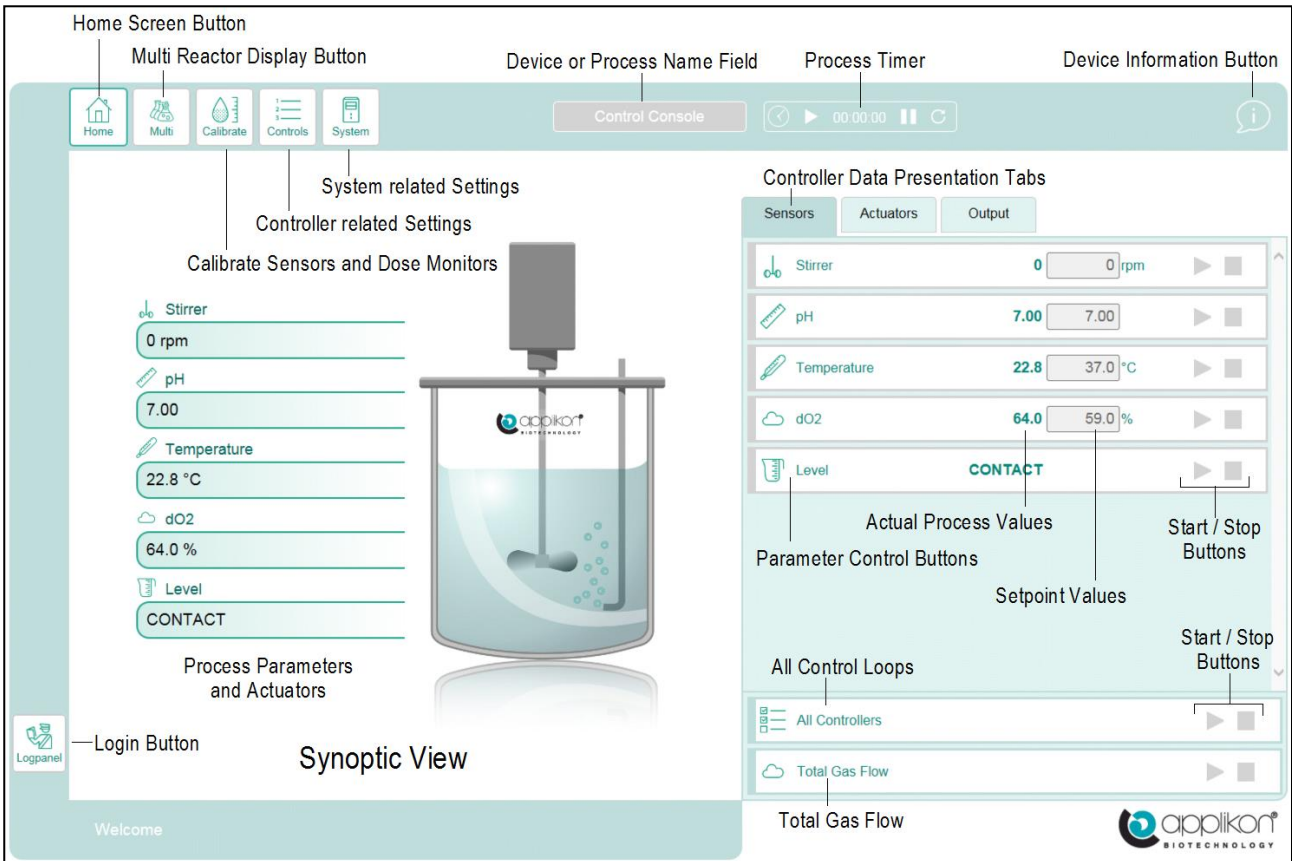 Home Screen Button
Multi Reactor Display Button
Device or Process Name Field
Process Timer
Device Information Button
Home
Multi
Calibrate
1
2
3
Controls
System
Control Console
00:00:00
i
System related Settings
Controller related Settings
Calibrate Sensors and Dose Monitors
Controller Data Presentation Tabs
Sensors
Actuators
Output
Stirrer
0 rpm
pH
7.00
Temperature
22.8 °C
dO2
64.0 %
Level
CONTACT
Process Parameters
and Actuators
applikon®
BIOTECHNOLOGY
Stirrer 0 0 rpm
pH 7.00 7.00
Temperature 22.8 37.0 °C
dO2 64.0 59.0 %
Level CONTACT
Actual Process Values
Start / Stop
Buttons
Parameter Control Buttons
Setpoint Values
Start / Stop
Buttons
All Control Loops
All Controllers
Total Gas Flow
Total Gas Flow
Logpanel
Login Button
Synoptic View
Welcome
applikon®
BIOTECHNOLOGY